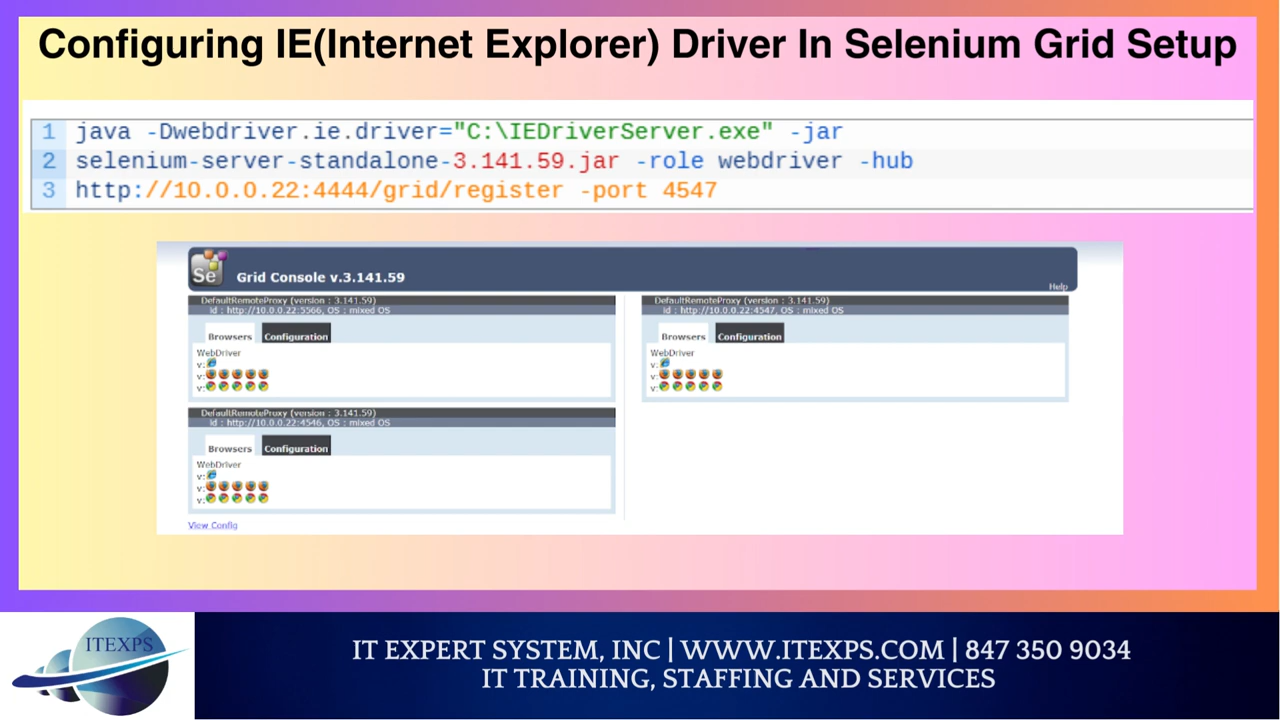 Configuring IE(Internet Explorer) Driver In Selenium Grid Setup
1 java -Dwebdriver.ie.driver="C:\IEDriverServer.exe" -jar
2 selenium-server-standalone-3.141.59.jar -role webdriver -hub
3 http://10.0.0.22:4444/grid/register -port 4547
Se
Grid Console v.3.141.59
Help
DefaultRemoteProxy (version : 3.141.59)
id : http://10.0.0.22:5566, OS : mixed OS
Browsers Configuration
WebDriver
v:
v:
v:
DefaultRemoteProxy (version : 3.141.59)
id : http://10.0.0.22:4547, OS : mixed OS
Browsers Configuration
WebDriver
v:
v:
v:
DefaultRemoteProxy (version : 3.141.59)
id : http://10.0.0.22:4546, OS : mixed OS
Browsers Configuration
WebDriver
v:
v:
v:
View Config
ITEXPS
IT EXPERT SYSTEM, INC | WWW.ITEXPS.COM | 847 350 9034
IT TRAINING, STAFFING AND SERVICES